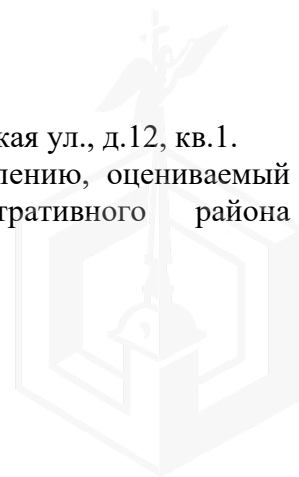 кая ул., д.12, кв.1.
лению, оцениваемый
тративного района